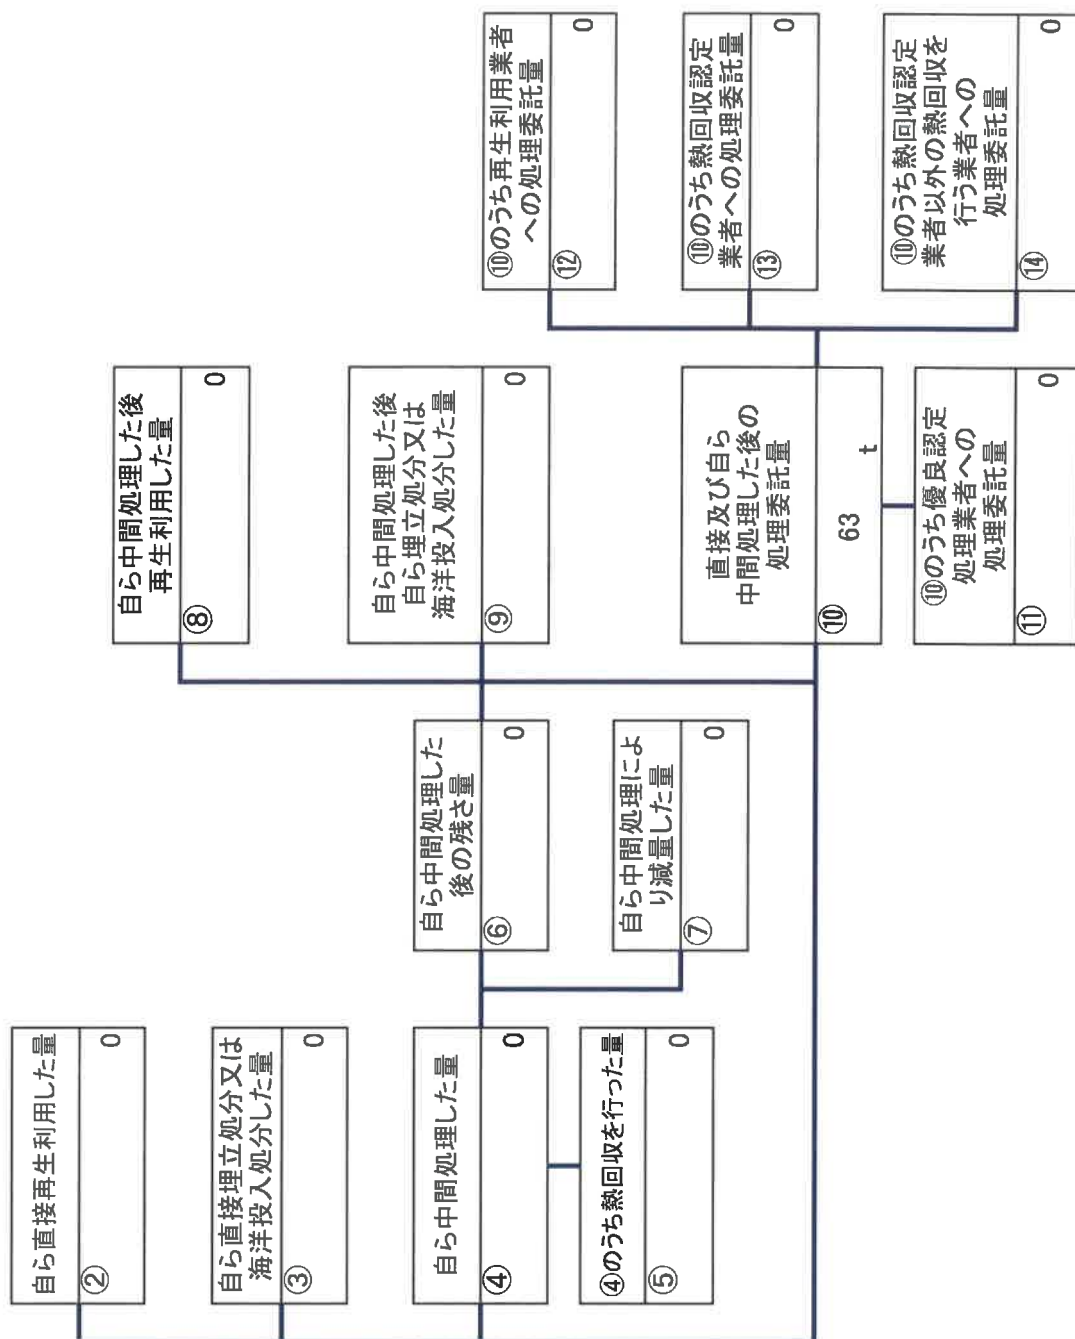 自ら直接再生利用した量
②
0
自ら直接埋立処分又は
海洋投入処分した量
③
0
自ら中間処理した量
④
0
④のうち熱回収を行った量
⑤
0
自ら中間処理した
後の残さ量
⑥
0
自ら中間処理によ
り減量した量
⑦
0
自ら中間処理した後
再生利用した量
⑧
0
自ら中間処理した後
自ら埋立処分又は
海洋投入処分した量
⑨
0
直接及び自ら
中間処理した後の
処理委託量
⑩
63 t
⑩のうち優良認定
処理業者への
処理委託量
⑪
0
⑩のうち再生利用業者
への処理委託量
⑫
0
⑩のうち熱回収認定
業者への処理委託量
⑬
0
⑩のうち熱回収認定
業者以外の熱回収を
行う業者への
処理委託量
⑭
0